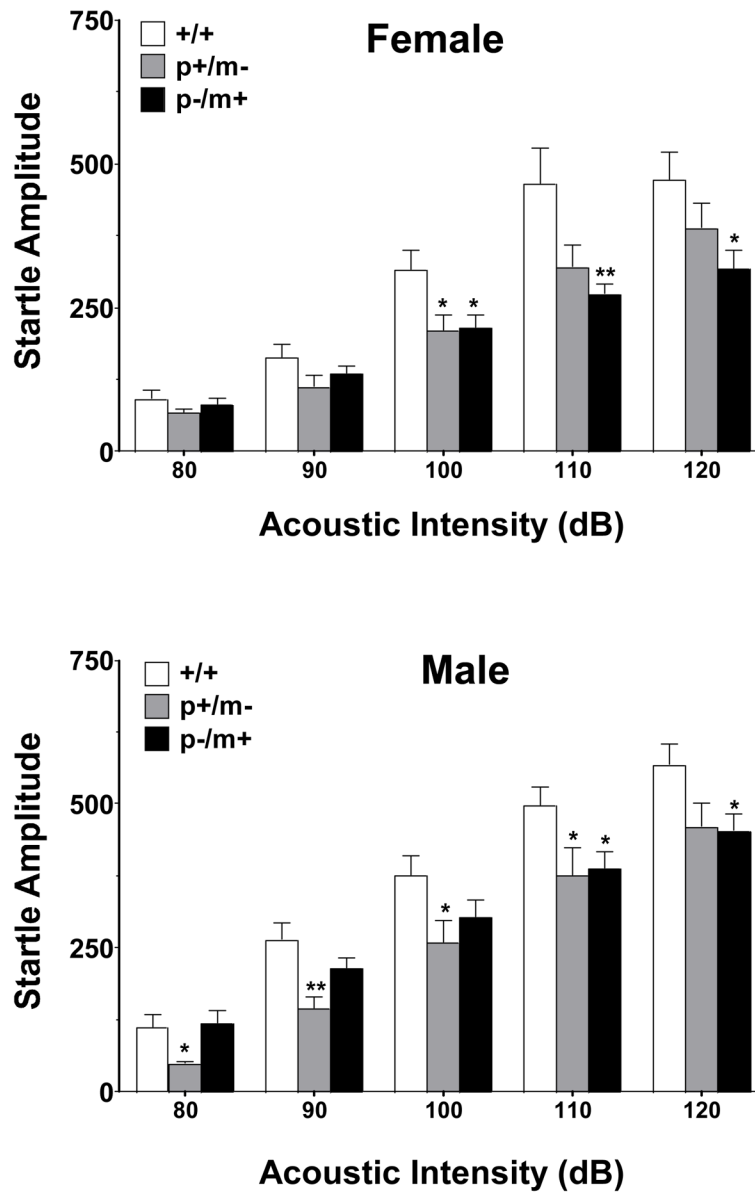 Female
+/+
p+/m-
p-/m+
750
500
250
0
Startle Amplitude
* * ** *
80 90 100 110 120
Acoustic Intensity (dB)
Male
+/+
p+/m-
p-/m+
750
500
250
0
Startle Amplitude
* ** * * * *
80 90 100 110 120
Acoustic Intensity (dB)